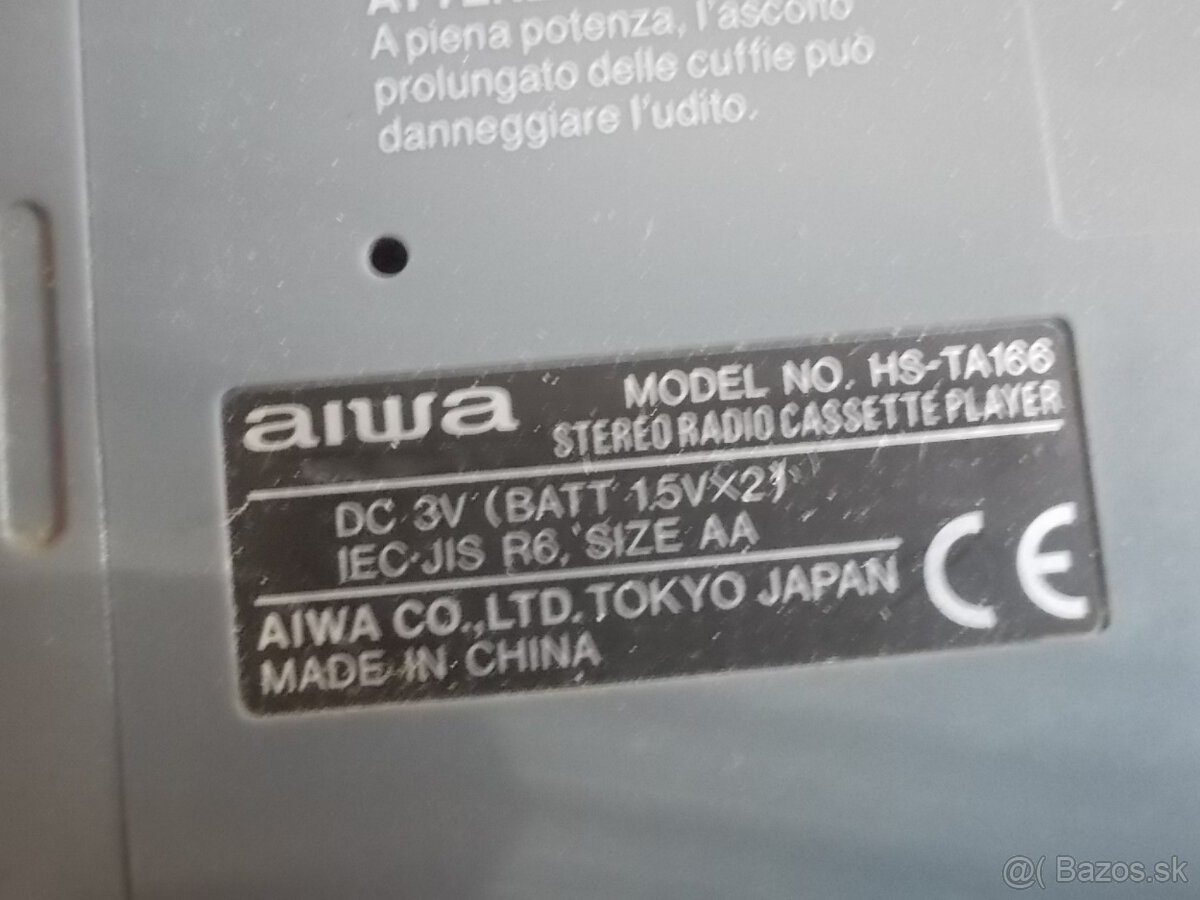 A piena potenza, l'ascolto
prolungato delle cuffie può
danneggiare l'udito.
aiwa
MODEL NO. HS-TA166
STEREO RADIO CASSETTE PLAYER
DC 3V (BATT 1.5V×2)
IEC·JIS R6, SIZE AA
AIWA CO.,LTD. TOKYO JAPAN
MADE IN CHINA
CE
@( Bazos.sk